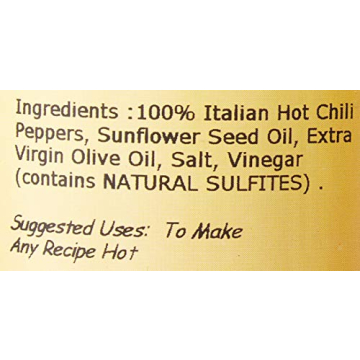 Ingredients :100% Italian Hot Chili
Peppers, Sunflower Seed Oil, Extra
Virgin Olive Oil, Salt, Vinegar
(contains NATURAL SULFITES) .
Suggested Uses: To Make
Any Recipe Hot